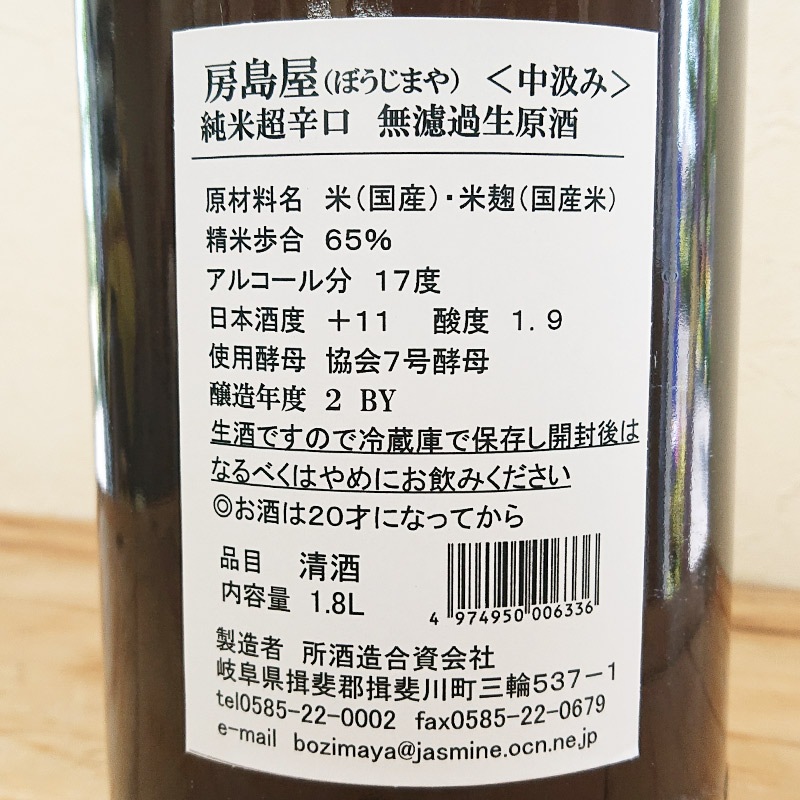 房島屋(ぼうじまや) <中汲み>
純米超辛口 無濾過生原酒
原材料名 米(国産)・米麹(国産米)
精米歩合 65%
アルコール分 17度
日本酒度 +11 酸度 1.9
使用酵母 協会7号酵母
醸造年度 2 BY
生酒ですので冷蔵庫で保存し開封後は
なるべくはやめにお飲みください
◎お酒は20才になってから
品目 清酒
内容量 1.8L
4 974950 006336
製造者 所酒造合資会社
岐阜県揖斐郡揖斐川町三輪537-1
tel0585-22-0002 fax0585-22-0679
e-mail bozimaya@jasmine.ocn.ne.jp